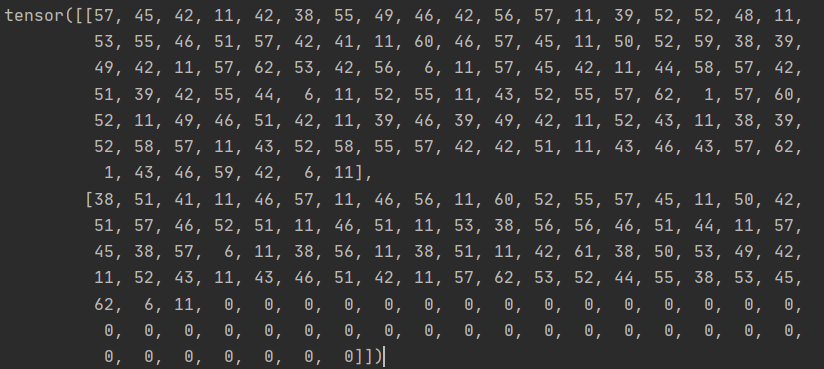 tensor([[57, 45, 42, 11, 42, 38, 55, 49, 46, 42, 56, 57, 11, 39, 52, 52, 48, 11,
53, 55, 46, 51, 57, 42, 41, 11, 60, 46, 57, 45, 11, 50, 52, 59, 38, 39,
49, 42, 11, 57, 62, 53, 42, 56, 6, 11, 57, 45, 42, 11, 44, 58, 57, 42,
51, 39, 42, 55, 44, 6, 11, 52, 55, 11, 43, 52, 55, 57, 62, 1, 57, 60,
52, 11, 49, 46, 51, 42, 11, 39, 46, 39, 49, 42, 11, 52, 43, 11, 38, 39,
52, 58, 57, 11, 43, 52, 58, 55, 57, 42, 42, 51, 11, 43, 46, 43, 57, 62,
1, 43, 46, 59, 42, 6, 11],
[38, 51, 41, 11, 46, 57, 11, 46, 56, 11, 60, 52, 55, 57, 45, 11, 50, 42,
51, 57, 46, 52, 51, 11, 46, 51, 11, 53, 38, 56, 56, 46, 51, 44, 11, 57,
45, 38, 57, 6, 11, 38, 56, 11, 38, 51, 11, 42, 61, 38, 50, 53, 49, 42,
11, 52, 43, 11, 43, 46, 51, 42, 11, 57, 62, 53, 52, 44, 55, 38, 53, 45,
62, 6, 11, 0, 0, 0, 0, 0, 0, 0, 0, 0, 0, 0, 0, 0, 0, 0,
0, 0, 0, 0, 0, 0, 0, 0, 0, 0, 0, 0, 0, 0, 0, 0, 0, 0,
0, 0, 0, 0, 0, 0, 0]])